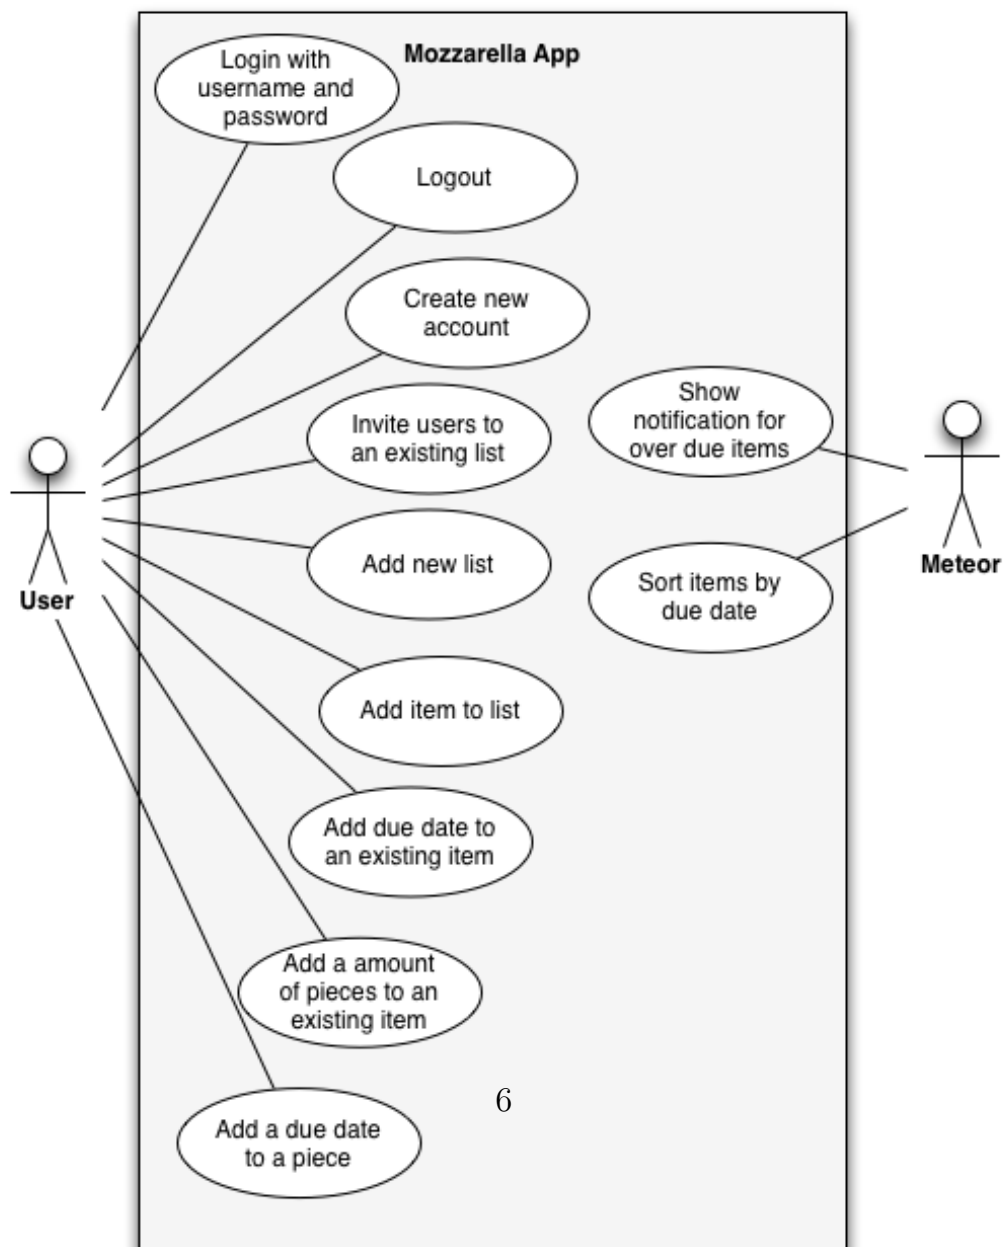 Mozzarella App
Login with
username and
password
Logout
Create new
account
Invite users to
an existing list
Add new list
Add item to list
Add due date to
an existing item
Add a amount
of pieces to an
existing item
Add a due date
to a piece
Show
notification for
over due items
Sort items by
due date
User
Meteor
6